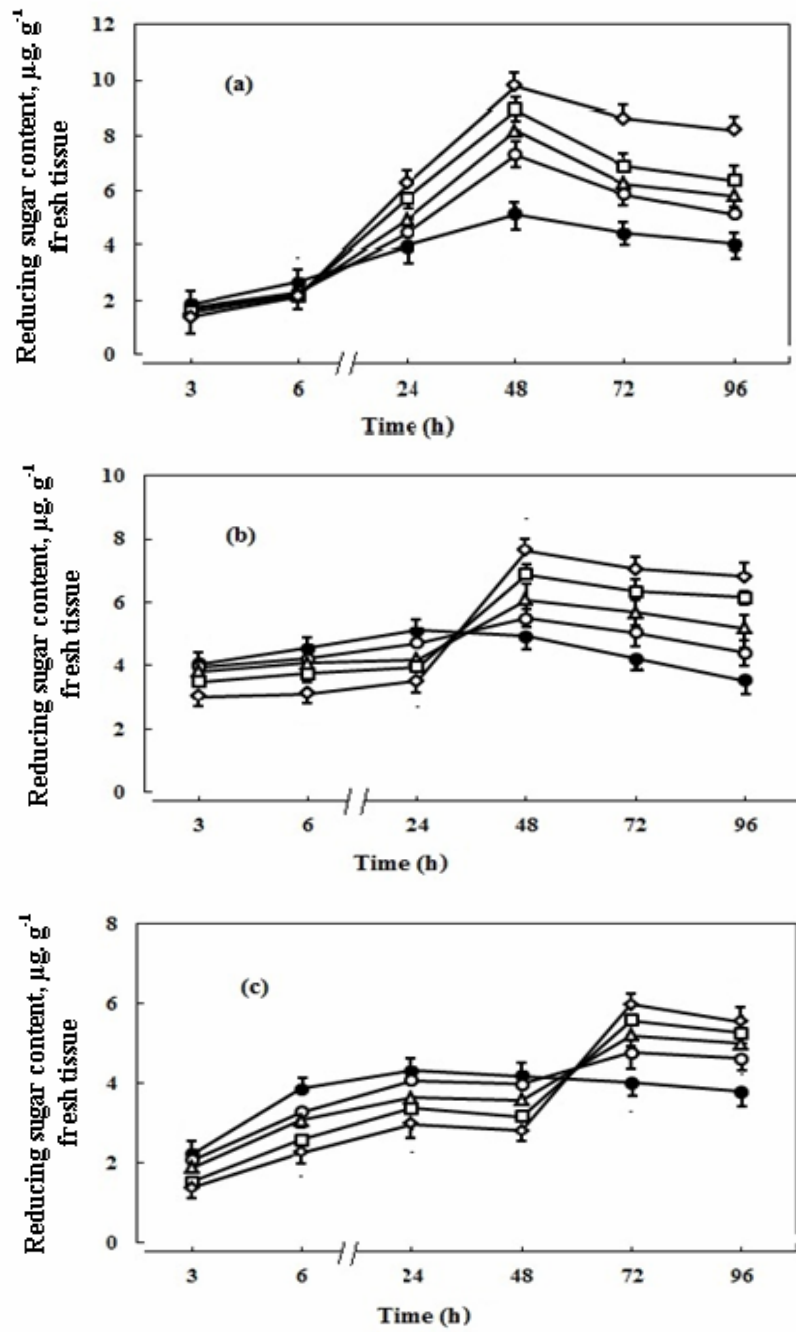 Reducing sugar content, µg. g-1
fresh tissue
12
10
8
6
4
2
0
(a)
3 6 24 48 72 96
Time (h)
Reducing sugar content, µg. g-1
fresh tissue
10
8
6
4
2
0
(b)
3 6 24 48 72 96
Time (h)
Reducing sugar content, µg. g-1
fresh tissue
8
6
4
2
0
(c)
3 6 24 48 72 96
Time (h)